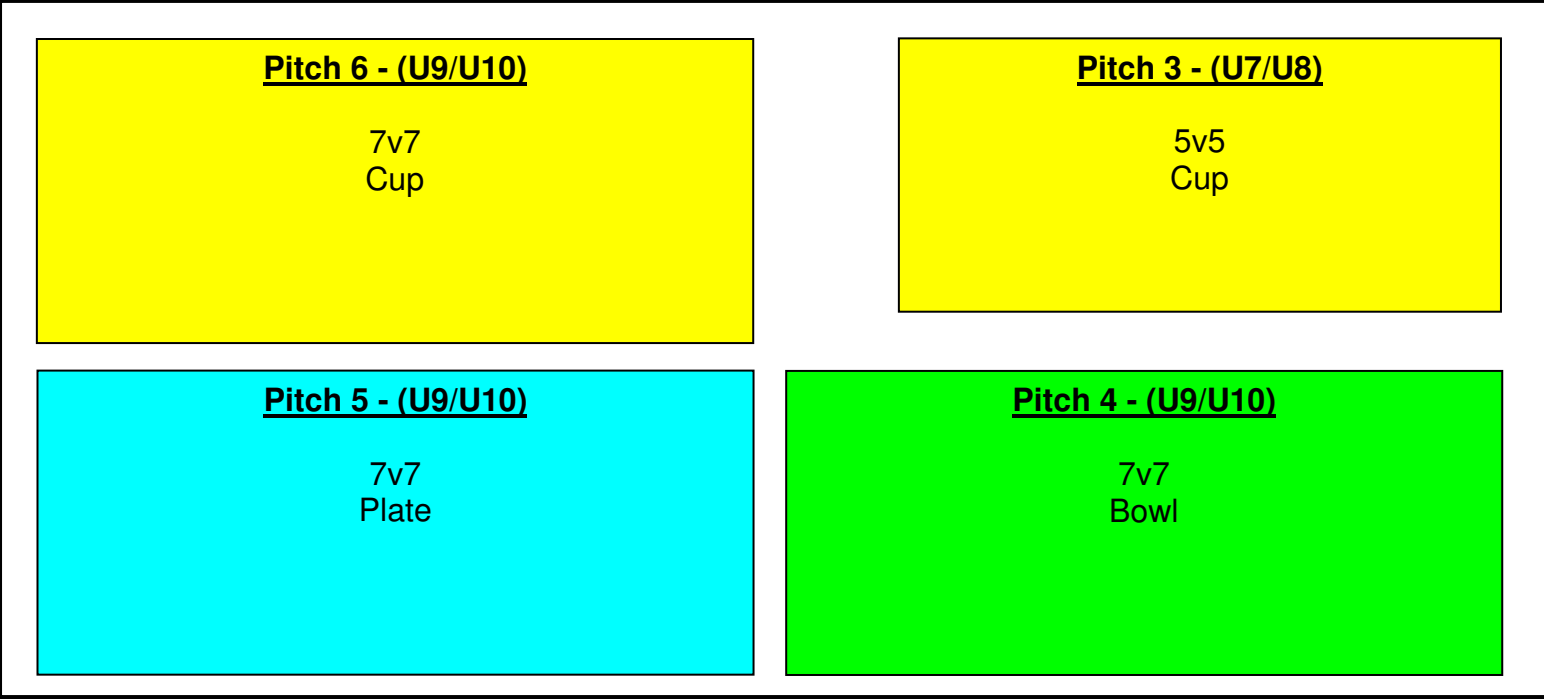 Pitch 6 - (U9/U10)
7v7
Cup
Pitch 3 - (U7/U8)
5v5
Cup
Pitch 5 - (U9/U10)
7v7
Plate
Pitch 4 - (U9/U10)
7v7
Bowl